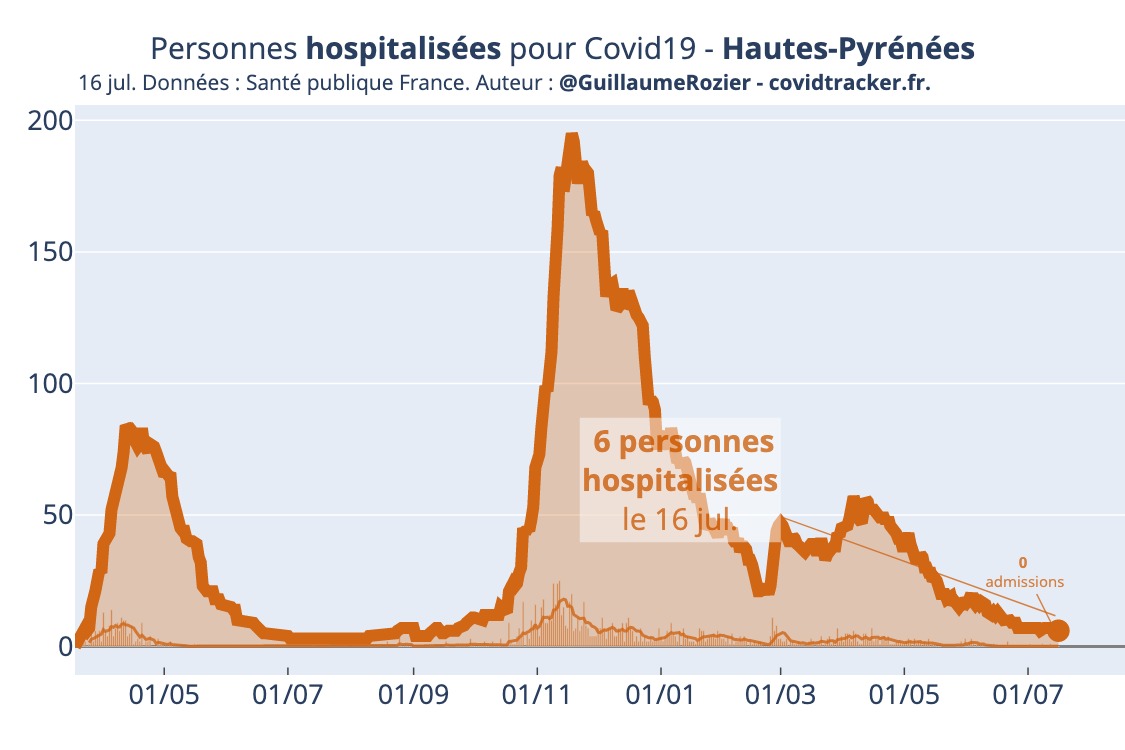 Personnes hospitalisées pour Covid19 - Hautes-Pyrénées
16 jul. Données : Santé publique France. Auteur : @GuillaumeRozier - covidtracker.fr.
200
150
100
50
0
6 personnes
hospitalisées
le 16 jul.
0
admissions
01/05 01/07 01/09 01/11 01/01 01/03 01/05 01/07